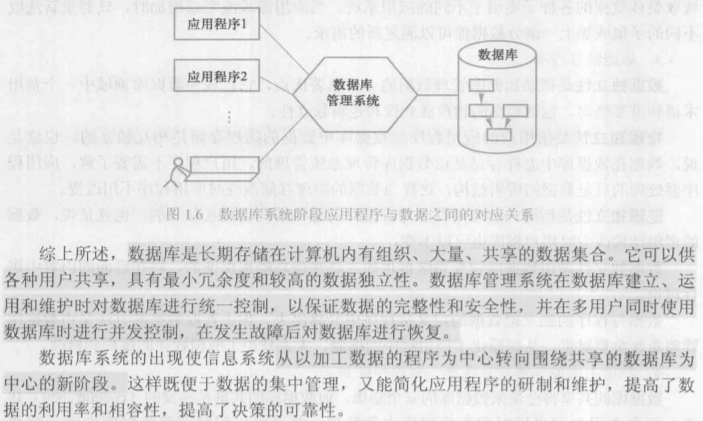 应用程序1
应用程序2
⋮
数据库
管理系统
数据库
图 1.6 数据库系统阶段应用程序与数据之间的对应关系
综上所述，数据库是长期存储在计算机内有组织、大量、共享的数据集合。它可以供
各种用户共享，具有最小冗余度和较高的数据独立性。数据库管理系统在数据库建立、运
用和维护时对数据库进行统一控制，以保证数据的完整性和安全性，并在多用户同时使用
数据库时进行并发控制，在发生故障后对数据库进行恢复。
数据库系统的出现使信息系统从以加工数据的程序为中心转向围绕共享的数据库为
中心的新阶段。这样既便于数据的集中管理，又能简化应用程序的研制和维护，提高了数
据的利用率和相容性，提高了决策的可靠性。